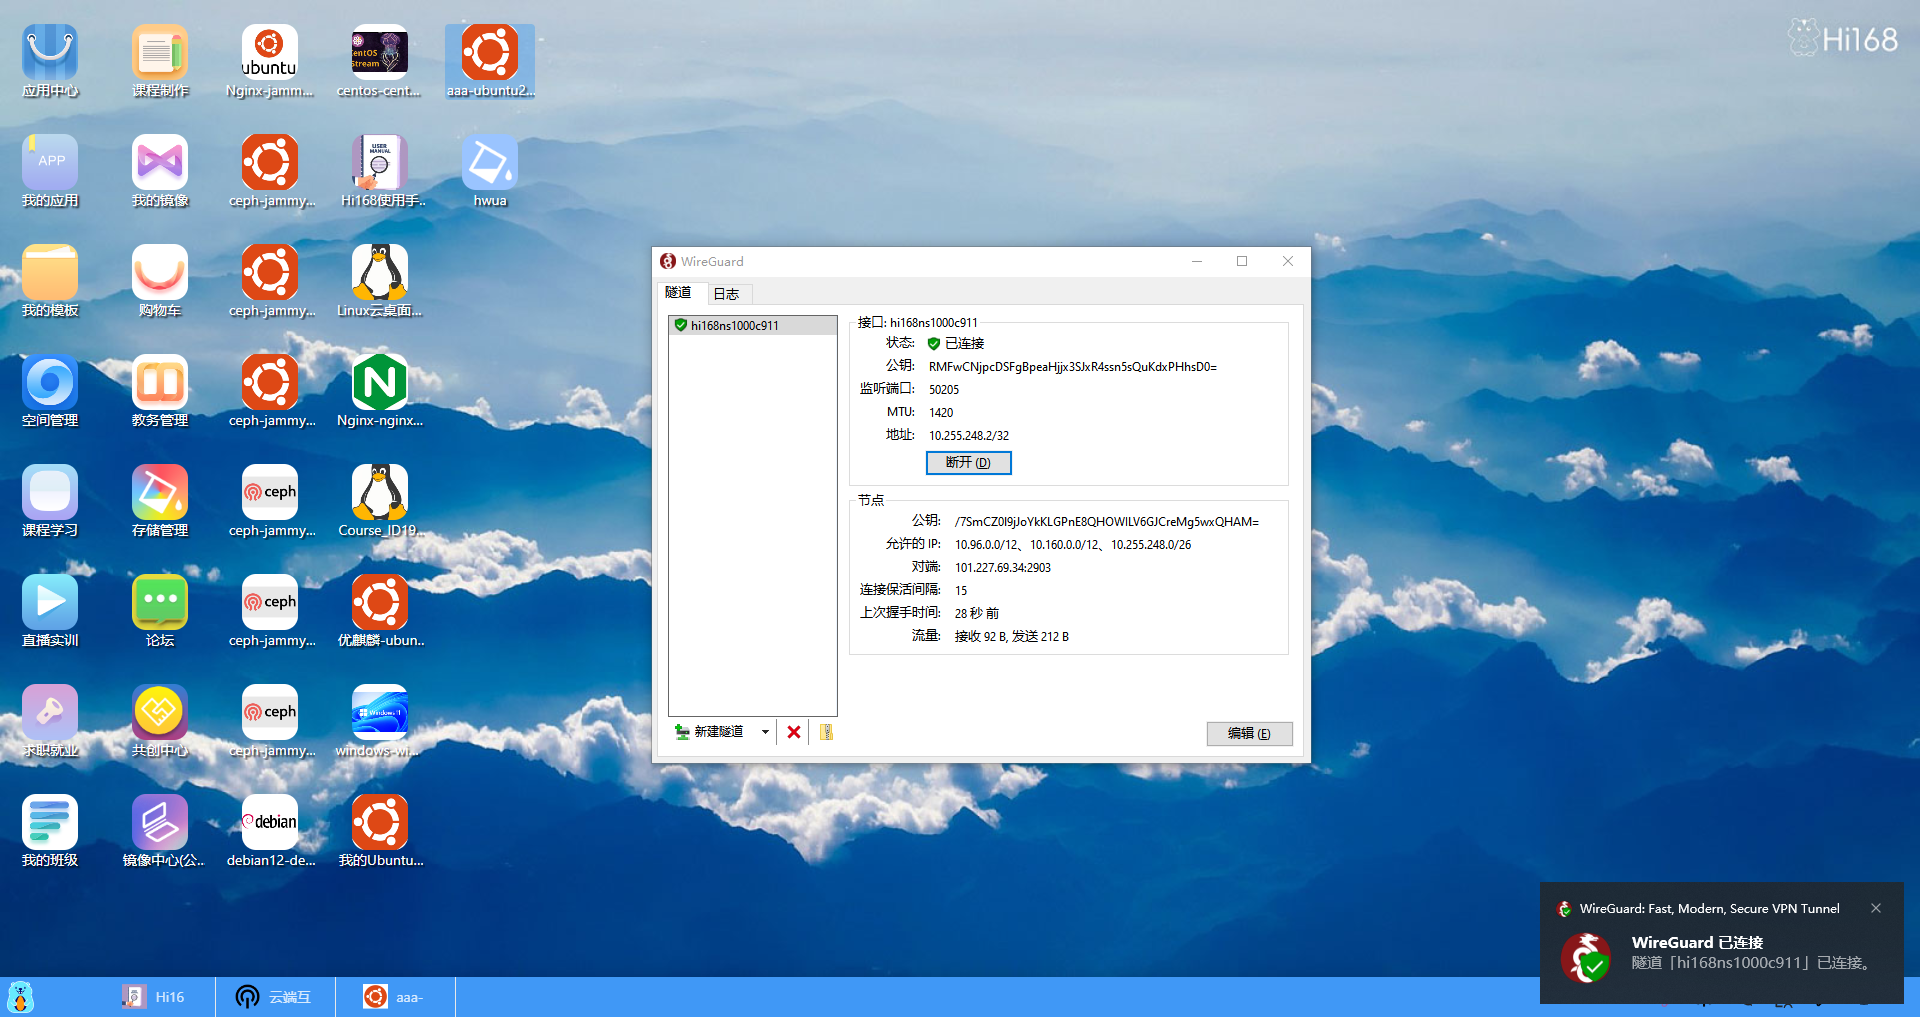 应用中心
课程制作
ubuntu
Nginx-jamm...
CentOS
Stream
centos-cent...
aaa-ubuntu2...
Hi168
APP
我的应用
我的镜像
ceph-jammy...
USER
MANUAL
Hi168使用手..
hwua
我的模板
购物车
ceph-jammy...
Linux云桌面...
空间管理
教务管理
ceph-jammy...
Nginx-nginx...
课程学习
存储管理
ceph
ceph-jammy...
Course_ID19...
直播实训
论坛
ceph
ceph-jammy...
优麒麟-ubun..
求职就业
共创中心
ceph
ceph-jammy...
Windows 11
windows-wi...
我的班级
镜像中心(公...
debian
debian12-de...
我的Ubuntu...
WireGuard
隧道
日志
hi168ns1000c911
接口: hi168ns1000c911
状态: 已连接
公钥: RMFwCNjpcDSFgBpeaHjjx3SJxR4ssn5sQuKdxPHhsD0=
监听端口: 50205
MTU: 1420
地址: 10.255.248.2/32
断开 (D)
节点
公钥: /7SmCZ0I9jJoYkKLGPnE8QHOWILV6GJCreMg5wxQHAM=
允许的 IP: 10.96.0.0/12、10.160.0.0/12、10.255.248.0/26
对端: 101.227.69.34:2903
连接保活间隔: 15
上次握手时间: 28 秒 前
流量: 接收 92 B, 发送 212 B
新建隧道
编辑 (E)
WireGuard: Fast, Modern, Secure VPN Tunnel
WireGuard 已连接
隧道「hi168ns1000c911」已连接。
Hi16
云端互
aaa-